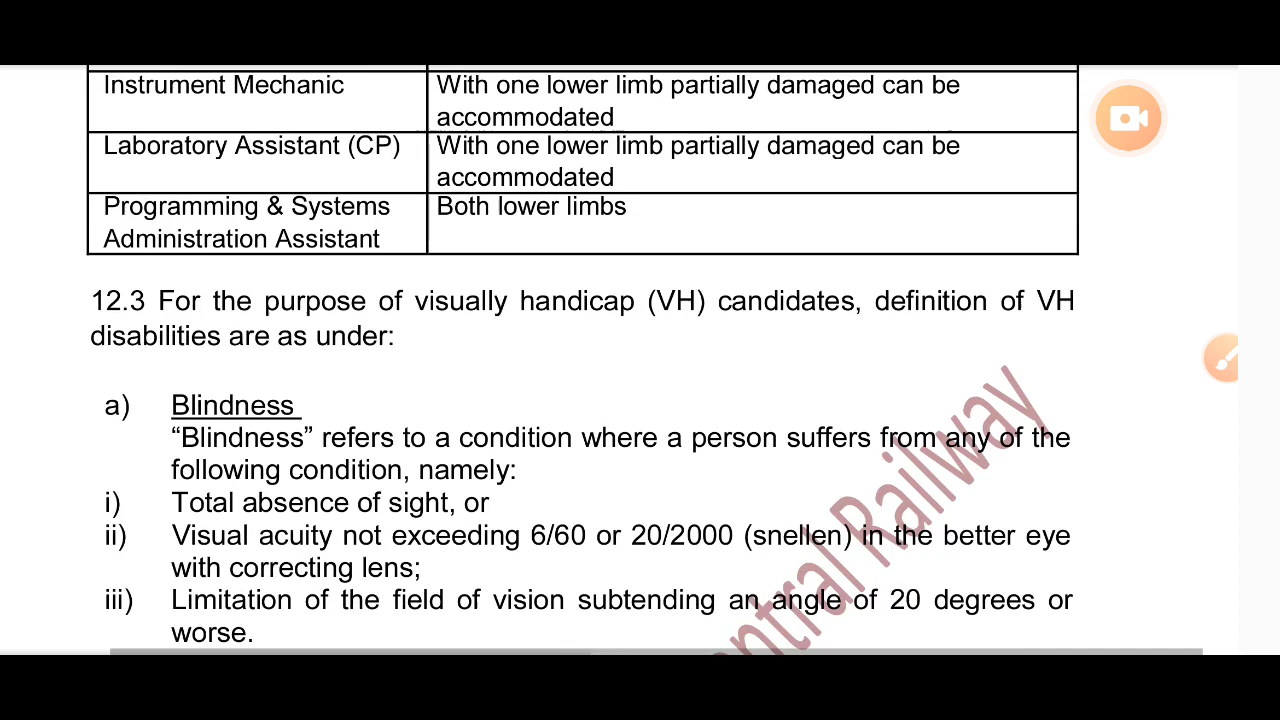 Instrument Mechanic
With one lower limb partially damaged can be
accommodated
Laboratory Assistant (CP)
With one lower limb partially damaged can be
accommodated
Programming & Systems
Administration Assistant
Both lower limbs
12.3 For the purpose of visually handicap (VH) candidates, definition of VH
disabilities are as under:
a) Blindness
“Blindness” refers to a condition where a person suffers from any of the
following condition, namely:
i) Total absence of sight, or
ii) Visual acuity not exceeding 6/60 or 20/2000 (snellen) in the better eye
with correcting lens;
iii) Limitation of the field of vision subtending an angle of 20 degrees or
worse.
entral Railway